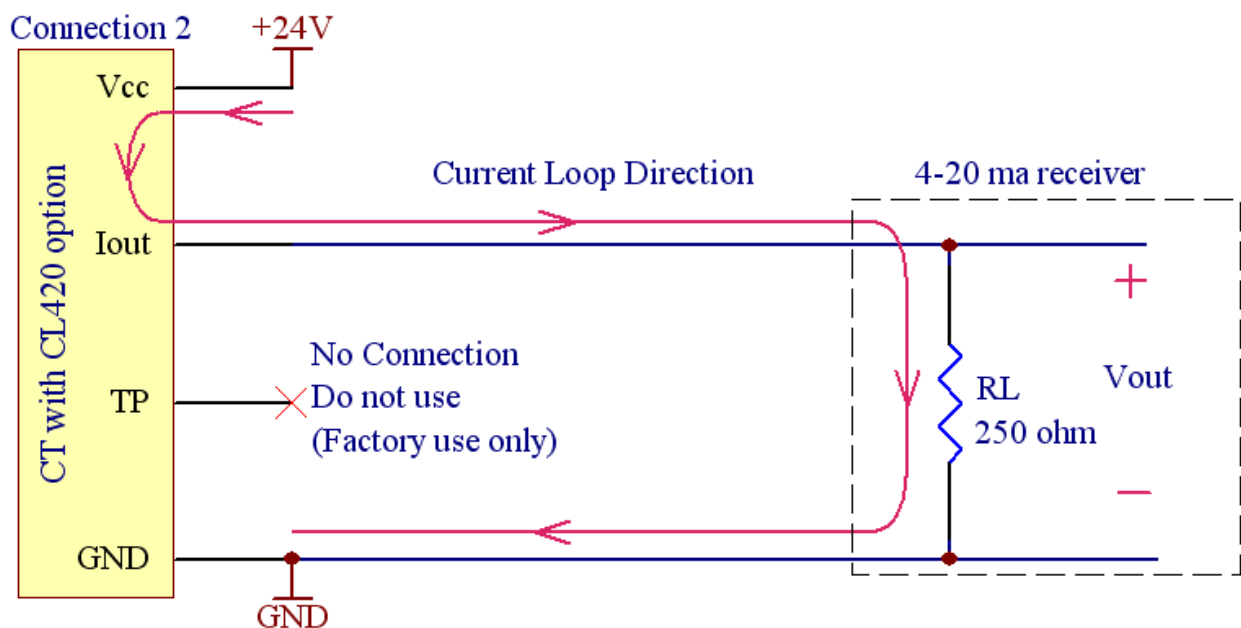 Connection 2
+24V
Vcc
CT with CL420 option
Current Loop Direction
4-20 ma receiver
Iout
+
No Connection
Do not use
(Factory use only)
TP
RL
250 ohm
Vout
−
GND
GND